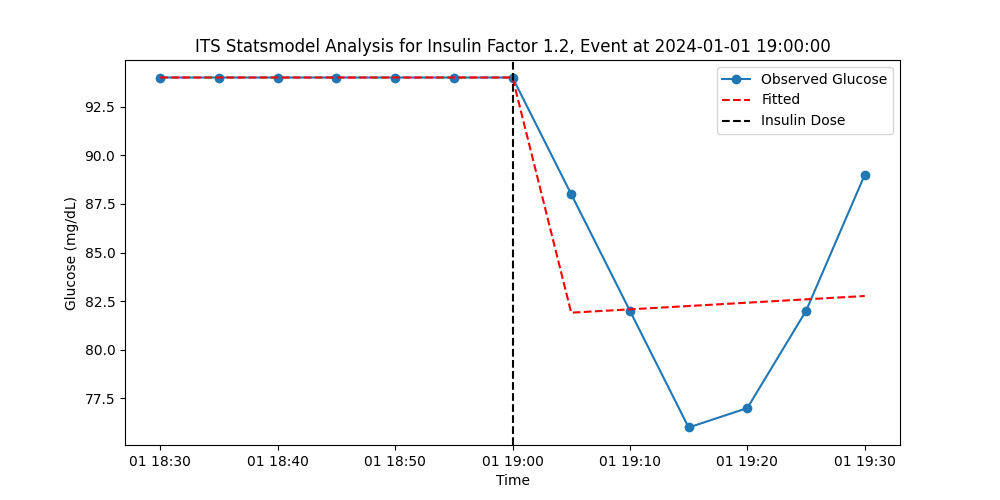 ITS Statsmodel Analysis for Insulin Factor 1.2, Event at 2024-01-01 19:00:00
Observed Glucose
Fitted
Insulin Dose
Glucose (mg/dL)
92.5
90.0
87.5
85.0
82.5
80.0
77.5
01 18:30 01 18:40 01 18:50 01 19:00 01 19:10 01 19:20 01 19:30
Time